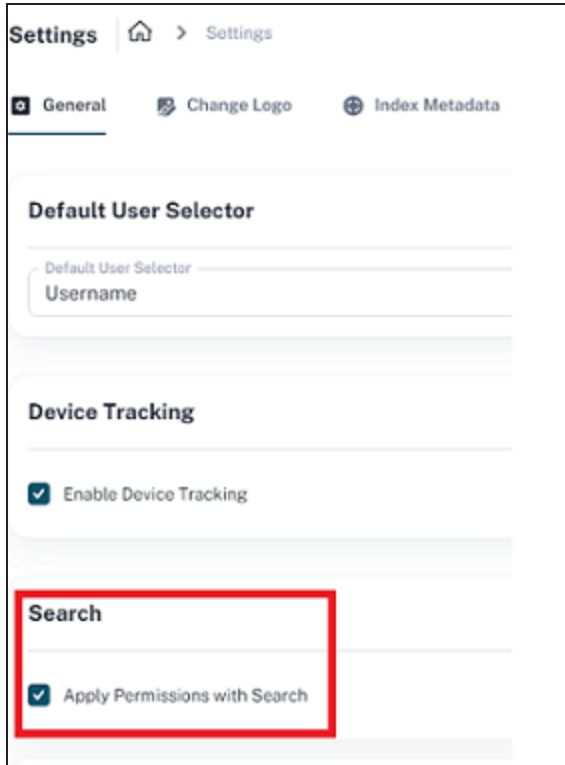 Settings > Settings
General Change Logo Index Metadata
Default User Selector
Default User Selector
Username
Device Tracking
Enable Device Tracking
Search
Apply Permissions with Search